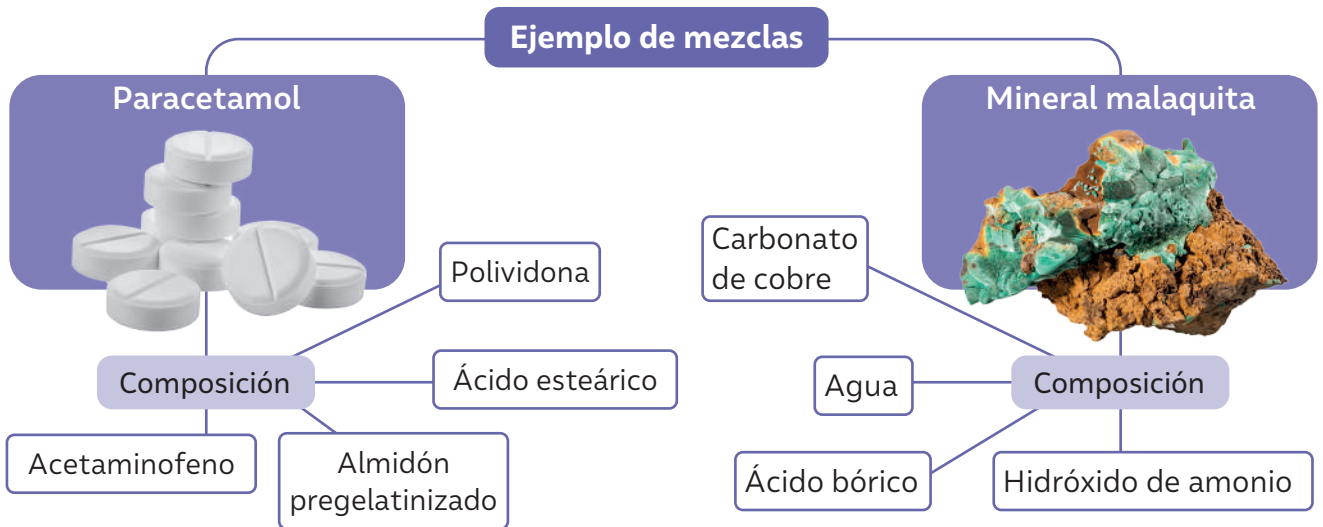 Ejemplo de mezclas
Paracetamol
Polividona
Composición
Ácido esteárico
Acetaminofeno
Almidón
pregelatinizado
Mineral malaquita
Carbonato
de cobre
Agua
Composición
Ácido bórico
Hidróxido de amonio